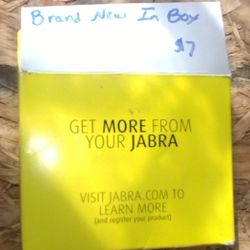 Brand New In Box
$7
GET MORE FROM
YOUR JABRA
VISIT JABRA.COM TO
LEARN MORE
(and register your product)